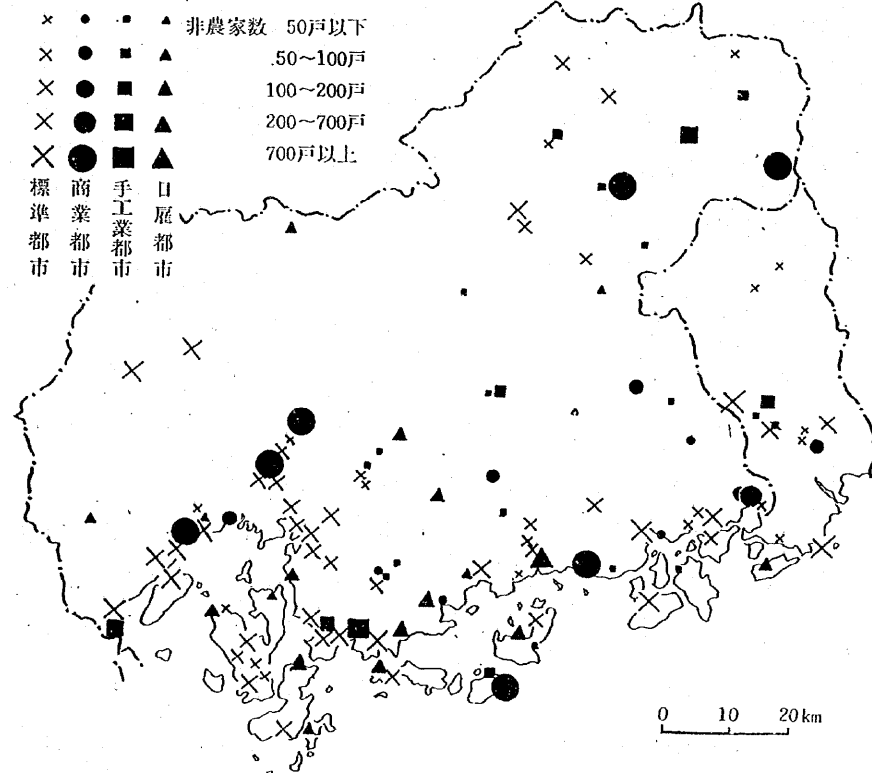 非農家数 50戸以下
50~100戸
100~200戸
200~700戸
700戸以上
標準都市
商業都市
手工業都市
日雇都市
0 10 20km